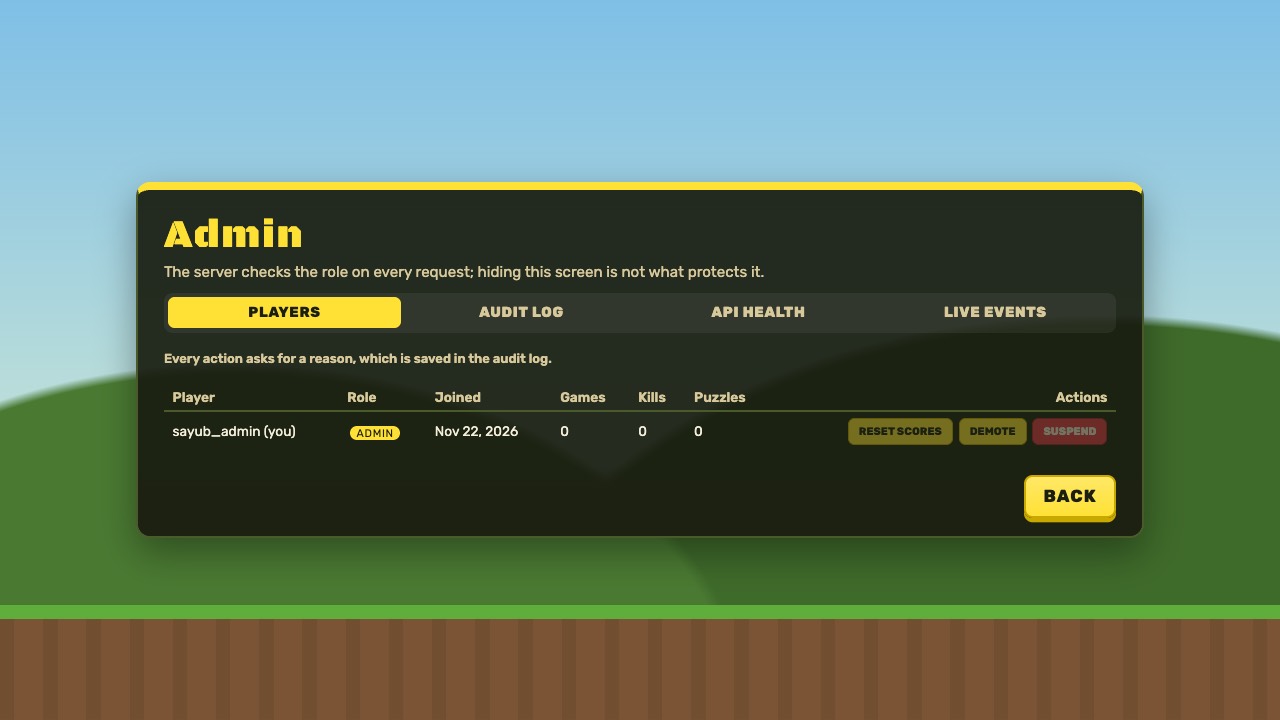 Admin
The server checks the role on every request; hiding this screen is not what protects it.
PLAYERS AUDIT LOG API HEALTH LIVE EVENTS
Every action asks for a reason, which is saved in the audit log.
Player Role Joined Games Kills Puzzles Actions
sayub_admin (you) ADMIN Nov 22, 2026 0 0 0 RESET SCORES DEMOTE SUSPEND
BACK